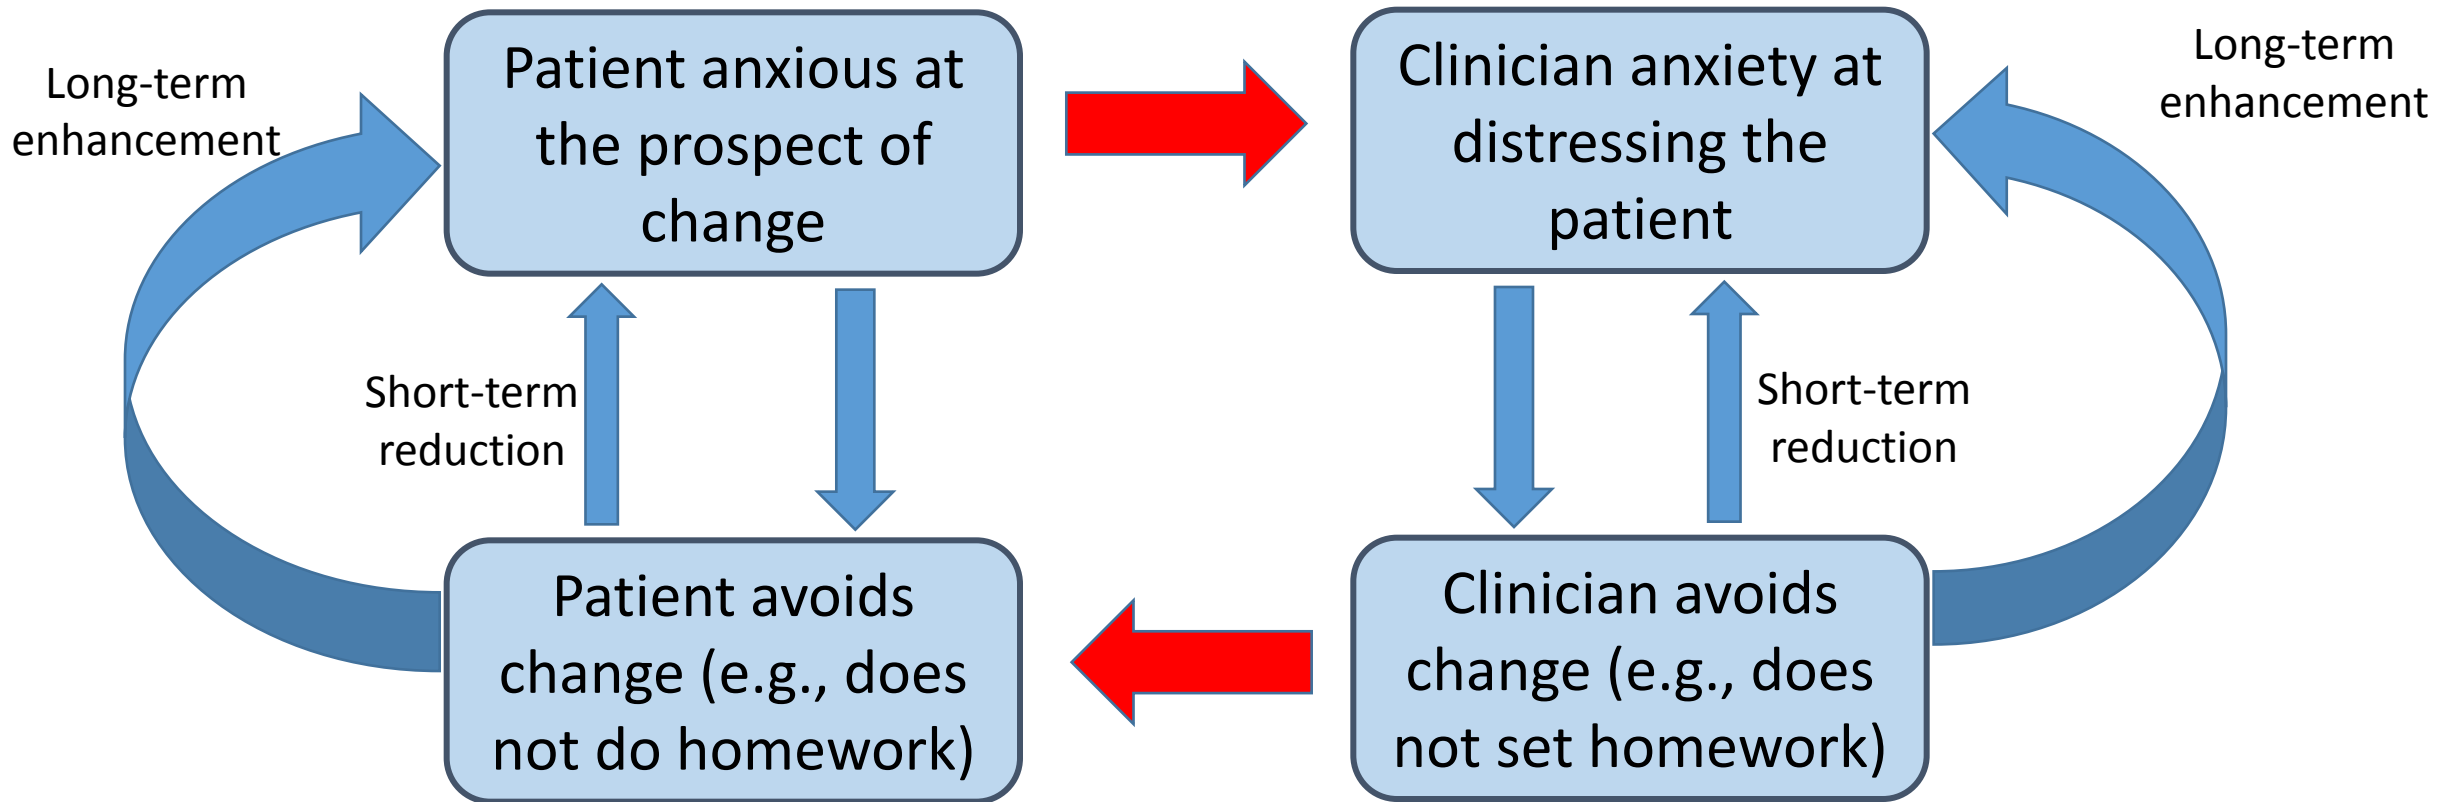 Long-term
enhancement
Patient anxious at
the prospect of
change
Clinician anxiety at
distressing the
patient
Long-term
enhancement
Short-term
reduction
Short-term
reduction
Patient avoids
change (e.g., does
not do homework)
Clinician avoids
change (e.g., does
not set homework)